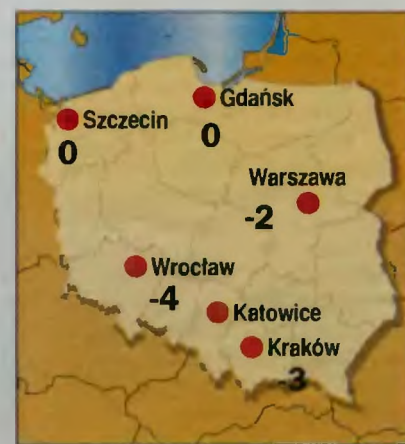 Gdańsk
0
Szczecin
0
Warszawa
-2
Wrocław
-4
Katowice
Kraków
-3